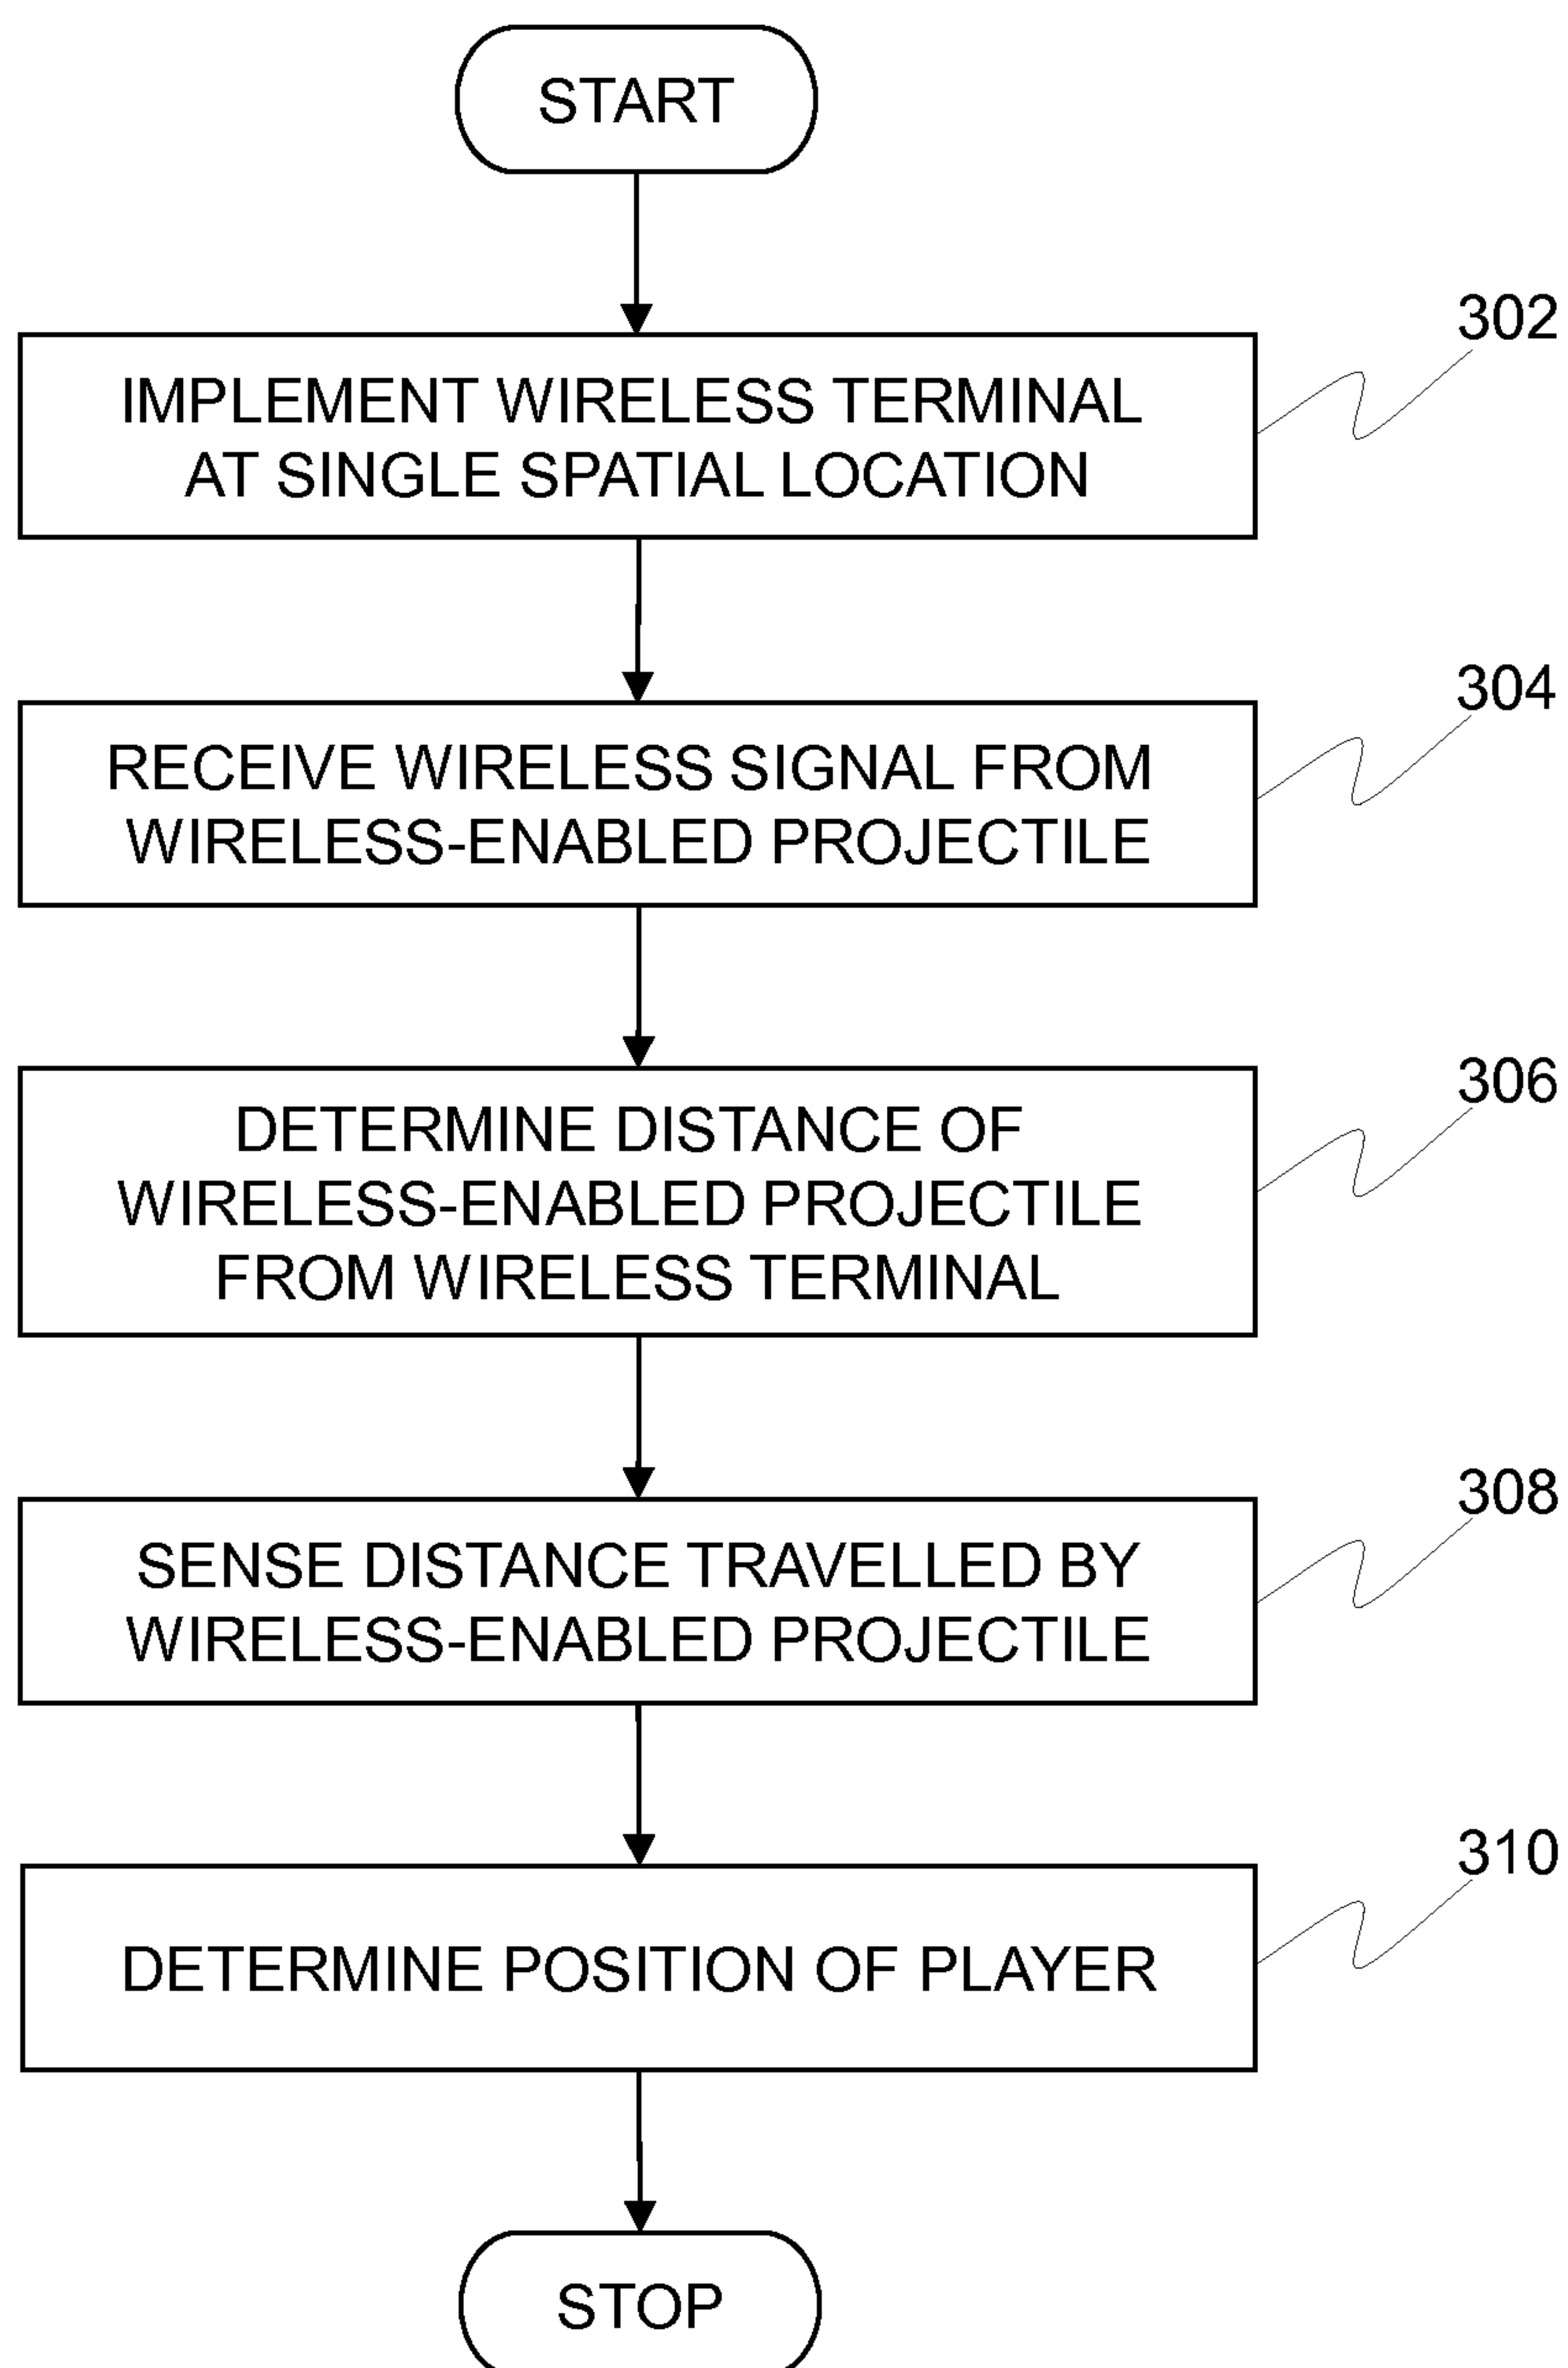 START
302
IMPLEMENT WIRELESS TERMINAL
AT SINGLE SPATIAL LOCATION
304
RECEIVE WIRELESS SIGNAL FROM
WIRELESS-ENABLED PROJECTILE
306
DETERMINE DISTANCE OF
WIRELESS-ENABLED PROJECTILE
FROM WIRELESS TERMINAL
308
SENSE DISTANCE TRAVELLED BY
WIRELESS-ENABLED PROJECTILE
310
DETERMINE POSITION OF PLAYER
STOP